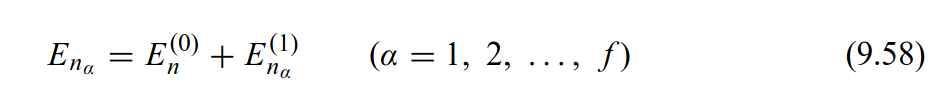 E_{n_α} = E_n^{(0)} + E_{n_α}^{(1)} (α = 1, 2, ..., f) (9.58)